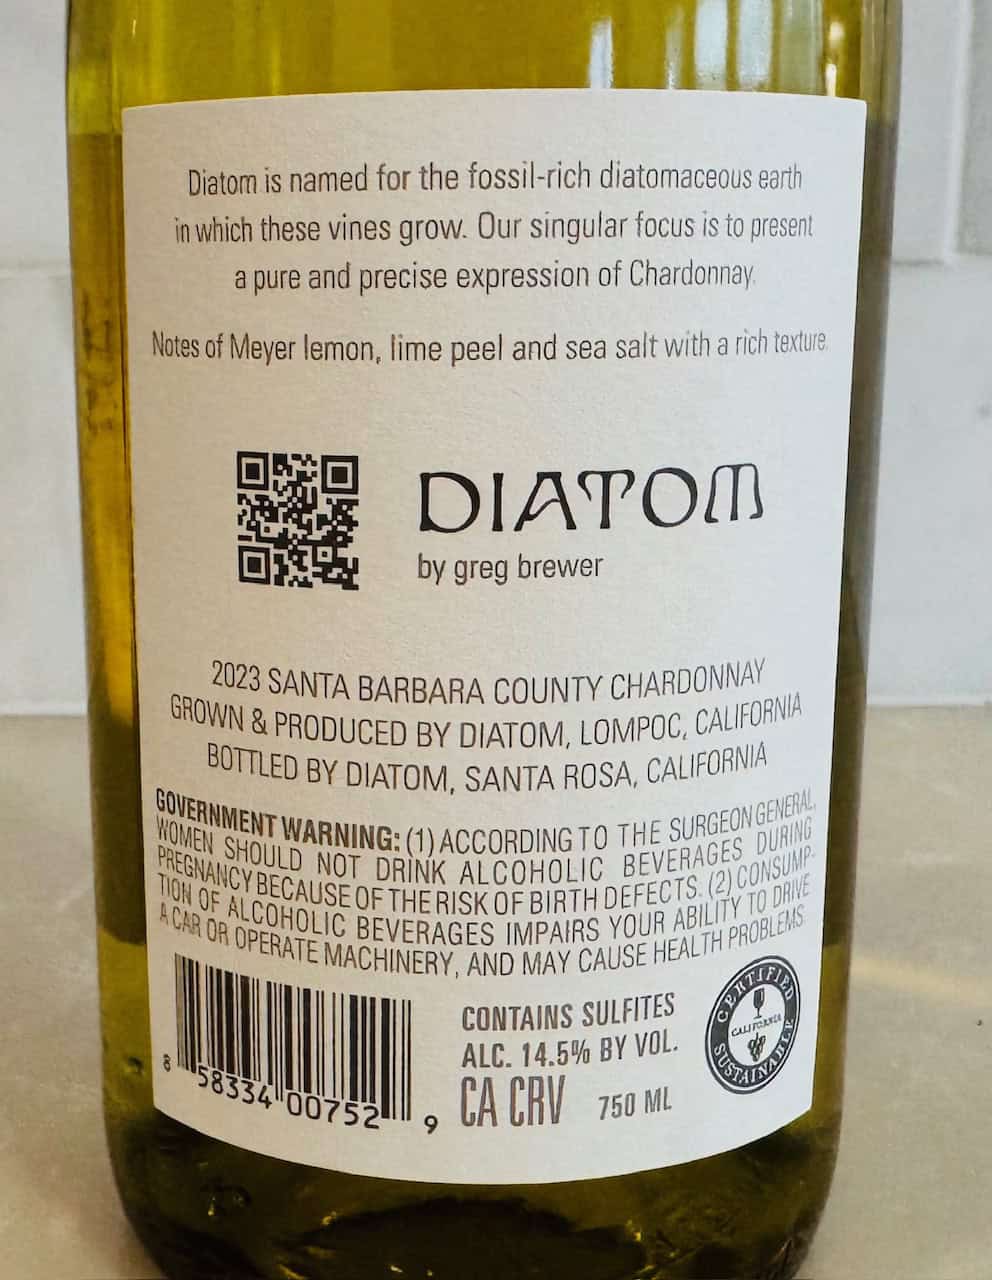 Diatom is named for the fossil-rich diatomaceous earth
in which these vines grow. Our singular focus is to present
a pure and precise expression of Chardonnay.
Notes of Meyer lemon, lime peel and sea salt with a rich texture.
DIATOM
by greg brewer
2023 SANTA BARBARA COUNTY CHARDONNAY
GROWN & PRODUCED BY DIATOM, LOMPOC, CALIFORNIA
BOTTLED BY DIATOM, SANTA ROSA, CALIFORNIA
GOVERNMENT WARNING: (1) ACCORDING TO THE SURGEON GENERAL,
WOMEN SHOULD NOT DRINK ALCOHOLIC BEVERAGES DURING
PREGNANCY BECAUSE OF THE RISK OF BIRTH DEFECTS. (2) CONSUMP-
TION OF ALCOHOLIC BEVERAGES IMPAIRS YOUR ABILITY TO DRIVE
A CAR OR OPERATE MACHINERY, AND MAY CAUSE HEALTH PROBLEMS
CONTAINS SULFITES
ALC. 14.5% BY VOL.
CA CRV 750 ML
8 58334 00752 9
CERTIFIED
CALIFORNIA
SUSTAINABLE